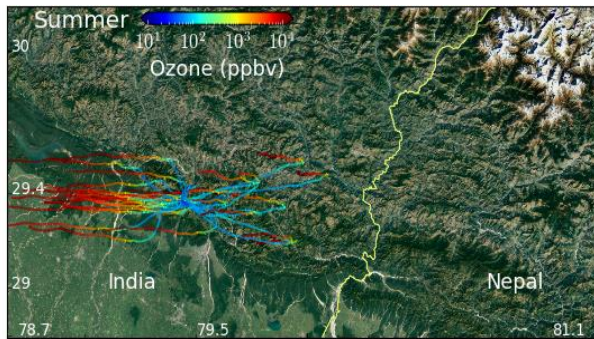 Summer
10¹ 10² 10³ 10⁴
Ozone (ppbv)
30
29.4
29
India
Nepal
78.7 79.5 81.1